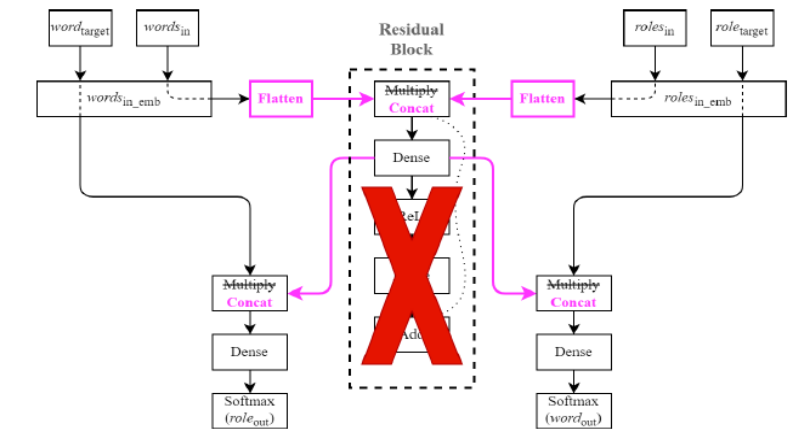 word_target
words_in
Residual
Block
roles_in
role_target
words_in_emb
Flatten
Multiply
Concat
Flatten
roles_in_emb
Dense
Add
Multiply
Concat
Multiply
Concat
Dense
Dense
Softmax
(role_out)
Softmax
(word_out)